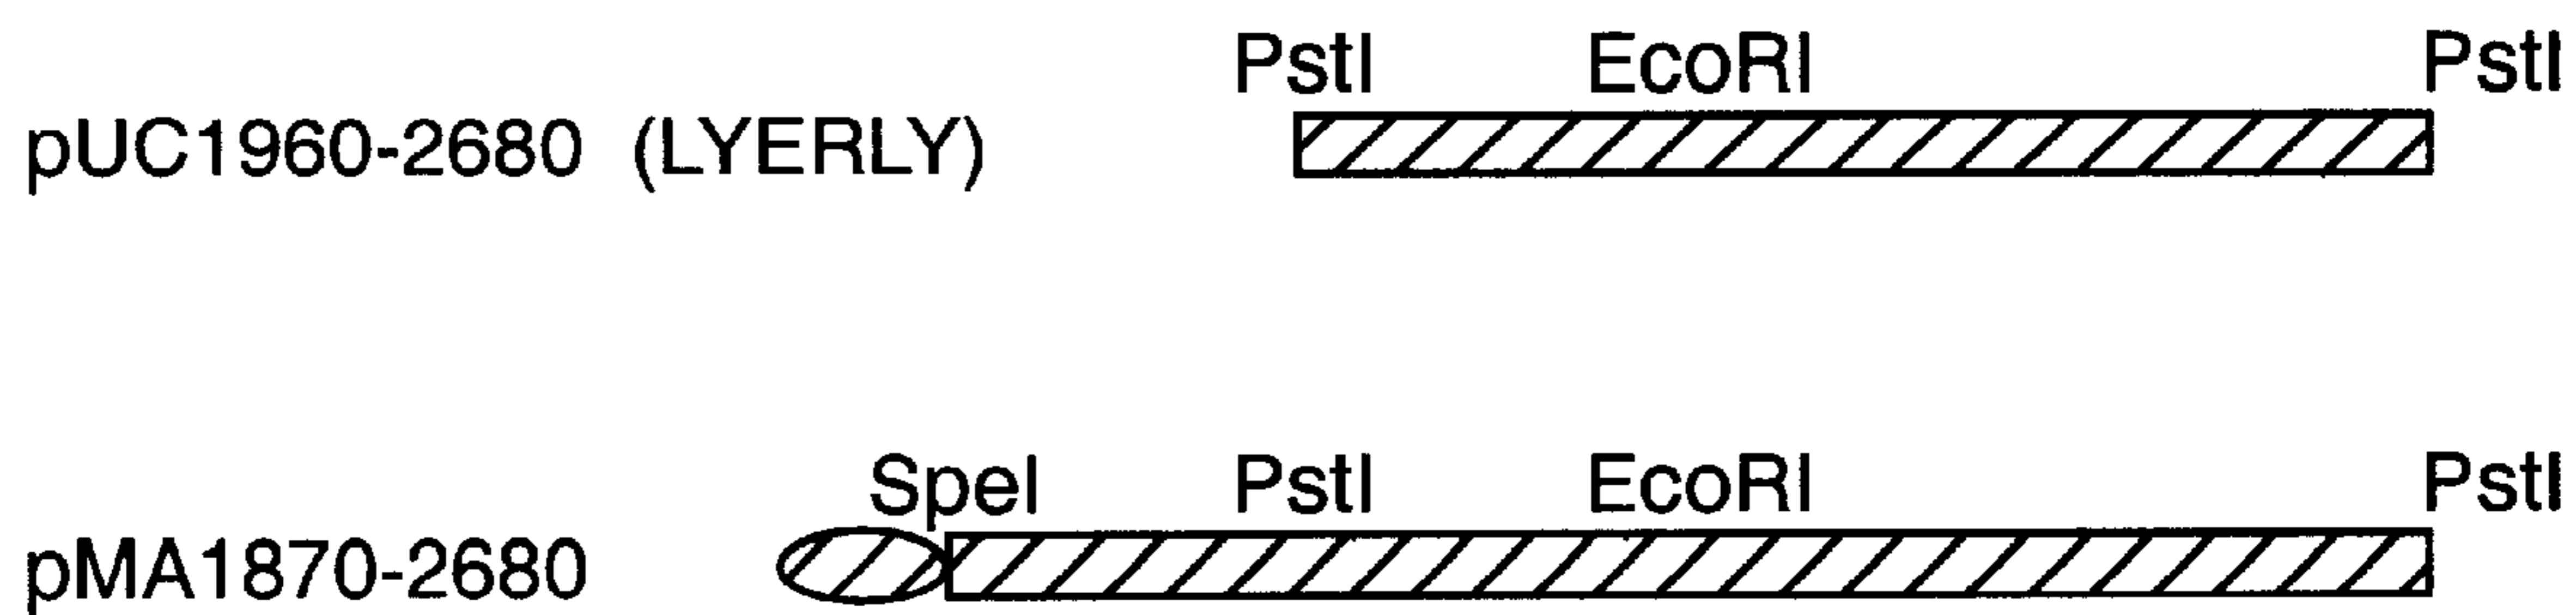 PstI EcoRI PstI
pUC1960-2680 (LYERLY)
SpeI PstI EcoRI PstI
pMA1870-2680